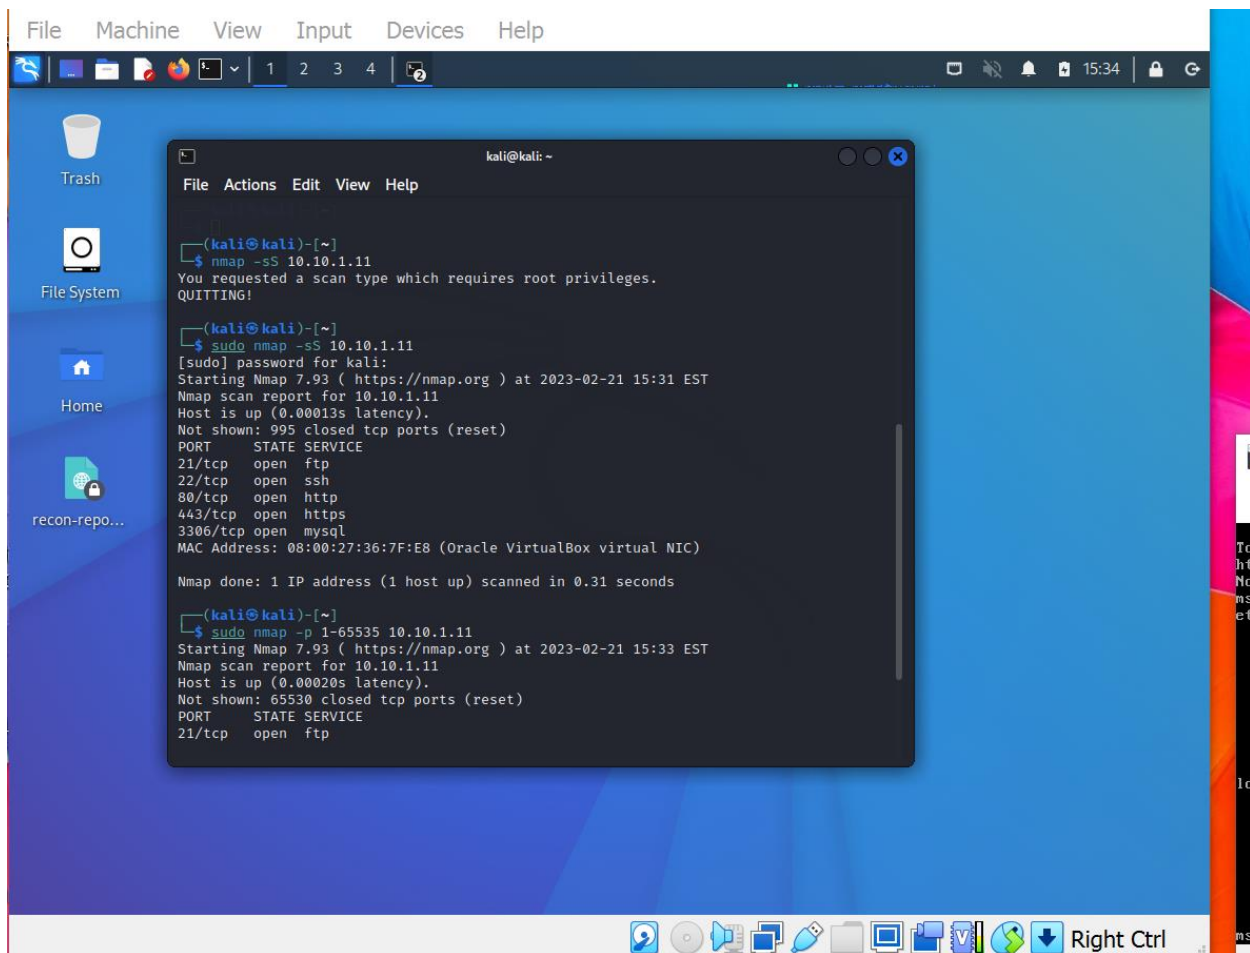 File Machine View Input Devices Help
1 2 3 4 2 15:34
Trash
File System
Home
recon-repo...
kali@kali: ~
File Actions Edit View Help
┌──(kali㉿kali)-[~]
└─$ nmap -sS 10.10.1.11
You requested a scan type which requires root privileges.
QUITTING!
┌──(kali㉿kali)-[~]
└─$ sudo nmap -sS 10.10.1.11
[sudo] password for kali:
Starting Nmap 7.93 ( https://nmap.org ) at 2023-02-21 15:31 EST
Nmap scan report for 10.10.1.11
Host is up (0.00013s latency).
Not shown: 995 closed tcp ports (reset)
PORT STATE SERVICE
21/tcp open ftp
22/tcp open ssh
80/tcp open http
443/tcp open https
3306/tcp open mysql
MAC Address: 08:00:27:36:7F:E8 (Oracle VirtualBox virtual NIC)
Nmap done: 1 IP address (1 host up) scanned in 0.31 seconds
┌──(kali㉿kali)-[~]
└─$ sudo nmap -p 1-65535 10.10.1.11
Starting Nmap 7.93 ( https://nmap.org ) at 2023-02-21 15:33 EST
Nmap scan report for 10.10.1.11
Host is up (0.00020s latency).
Not shown: 65530 closed tcp ports (reset)
PORT STATE SERVICE
21/tcp open ftp
Right Ctrl